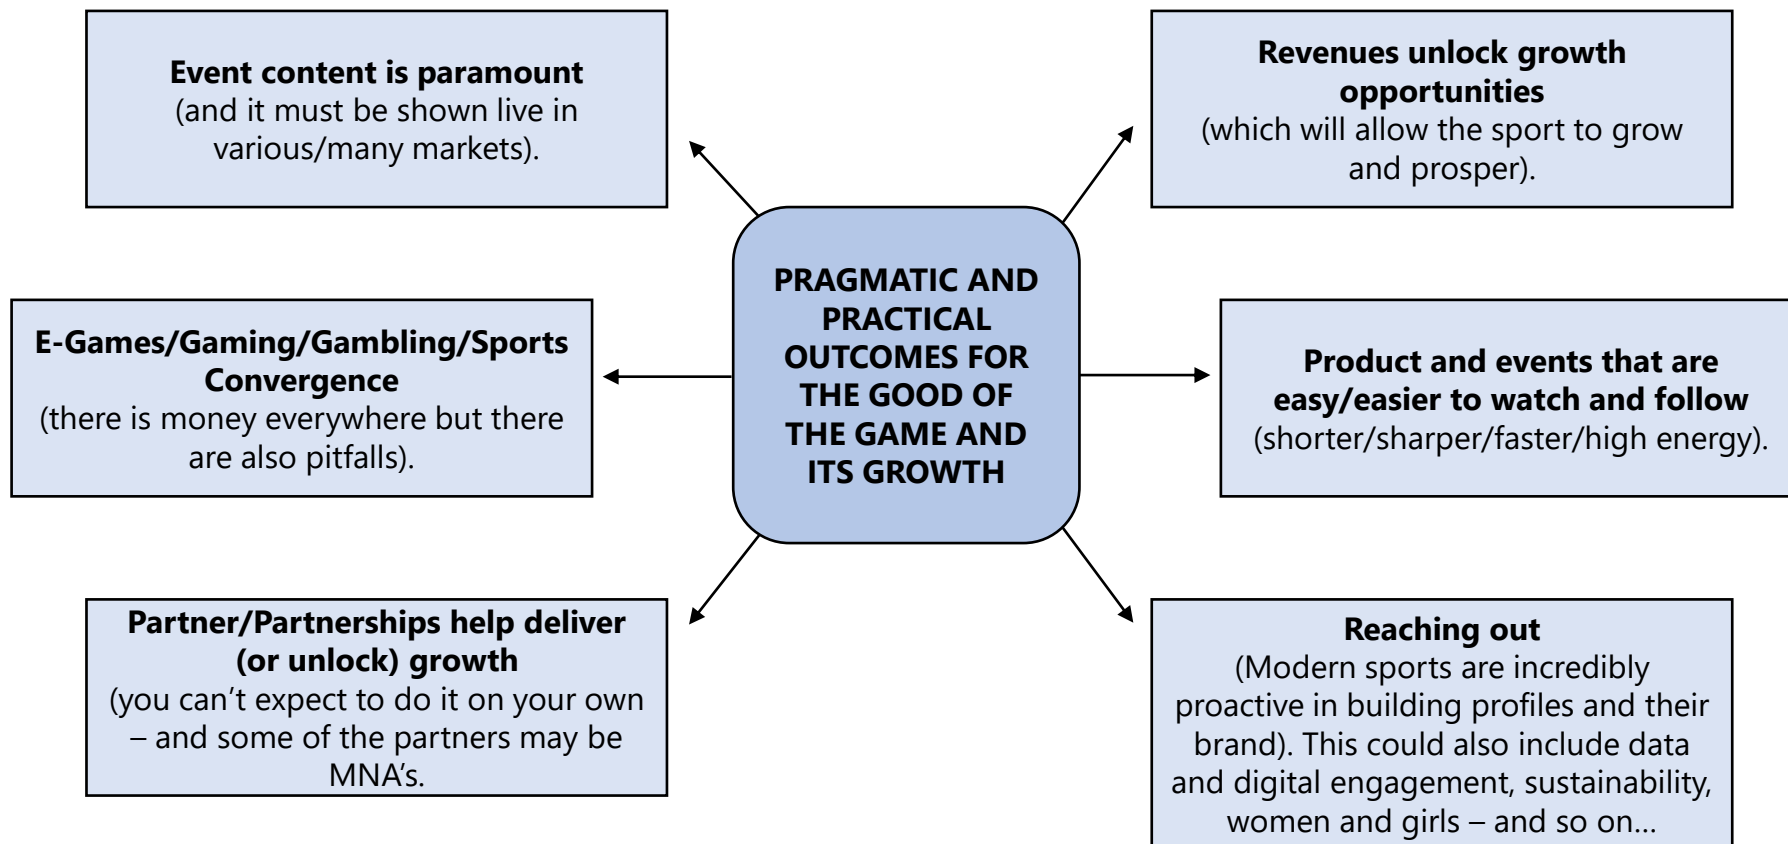 Event content is paramount
(and it must be shown live in
various/many markets).
Revenues unlock growth
opportunities
(which will allow the sport to grow
and prosper).
PRAGMATIC AND
PRACTICAL
OUTCOMES FOR
THE GOOD OF
THE GAME AND
ITS GROWTH
E-Games/Gaming/Gambling/Sports
Convergence
(there is money everywhere but there
are also pitfalls).
Product and events that are
easy/easier to watch and follow
(shorter/sharper/faster/high energy).
Partner/Partnerships help deliver
(or unlock) growth
(you can’t expect to do it on your own
– and some of the partners may be
MNA’s.
Reaching out
(Modern sports are incredibly
proactive in building profiles and their
brand). This could also include data
and digital engagement, sustainability,
women and girls – and so on…